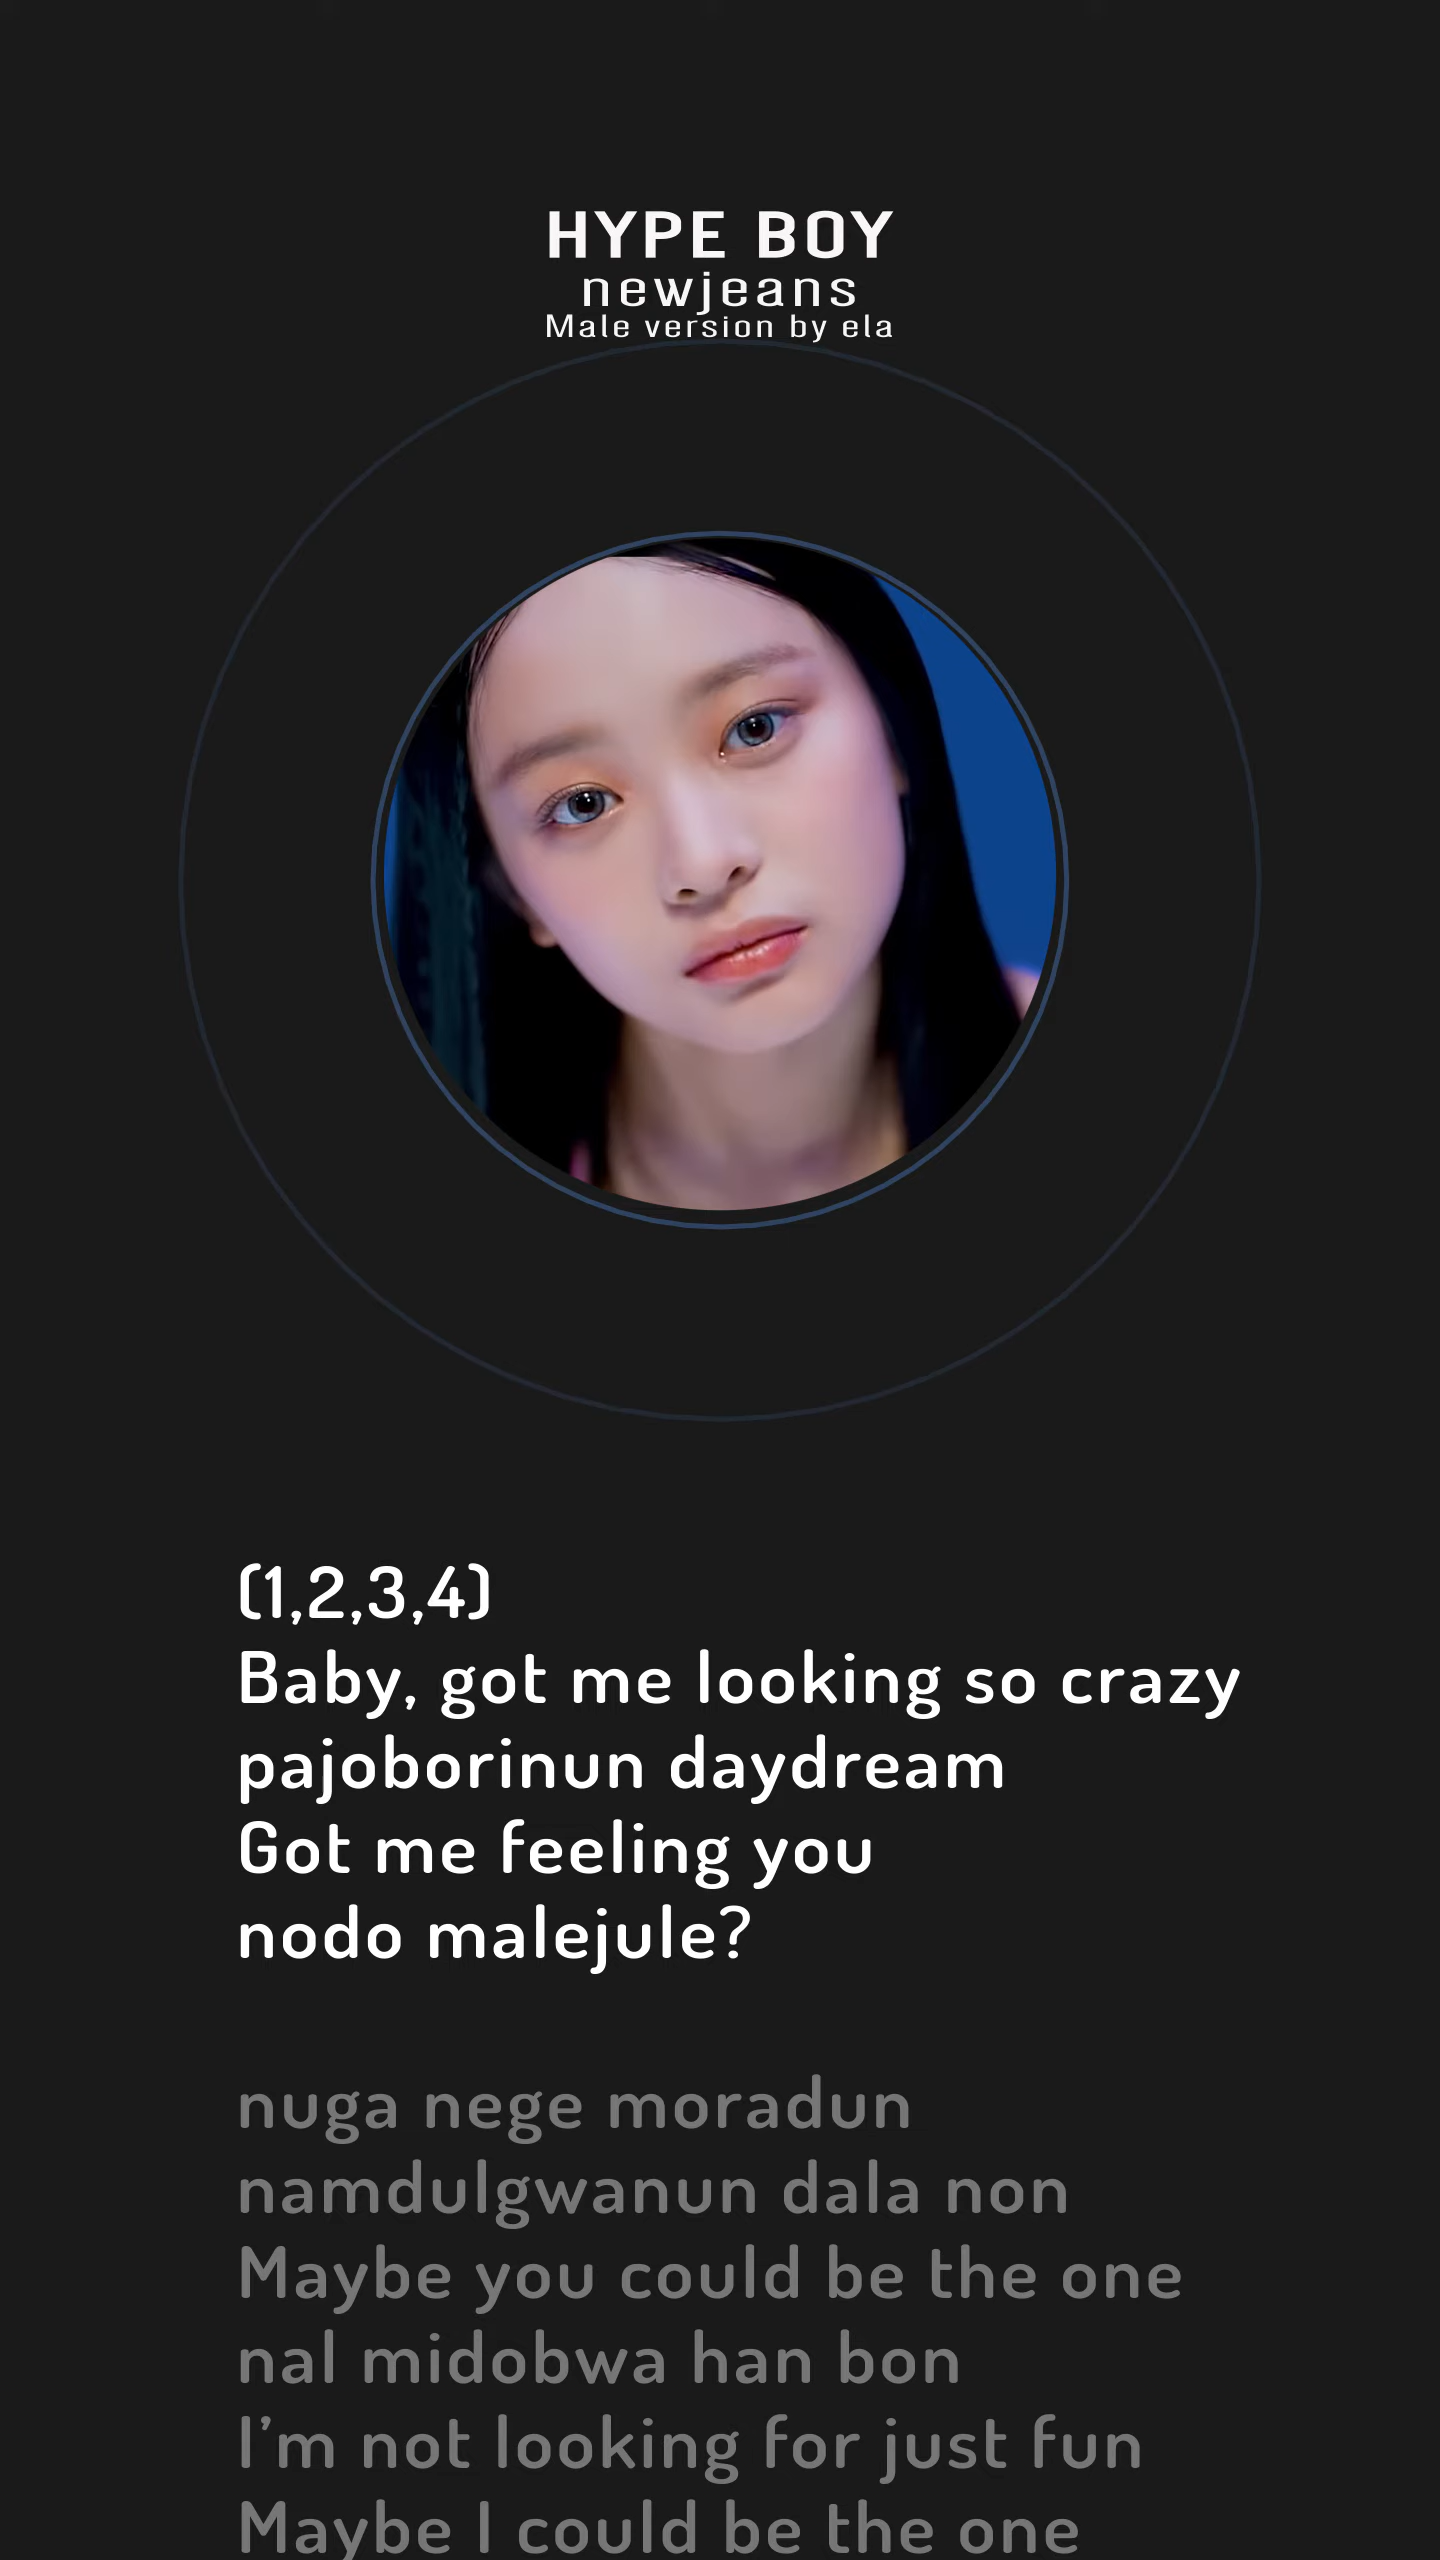 HYPE BOY
newjeans
Male version by ela
(1,2,3,4)
Baby, got me looking so crazy
pajoborinun daydream
Got me feeling you
nodo malejule?
nuga nege moradun
namdulgwanun dala non
Maybe you could be the one
nal midobwa han bon
I’m not looking for just fun
Maybe I could be the one